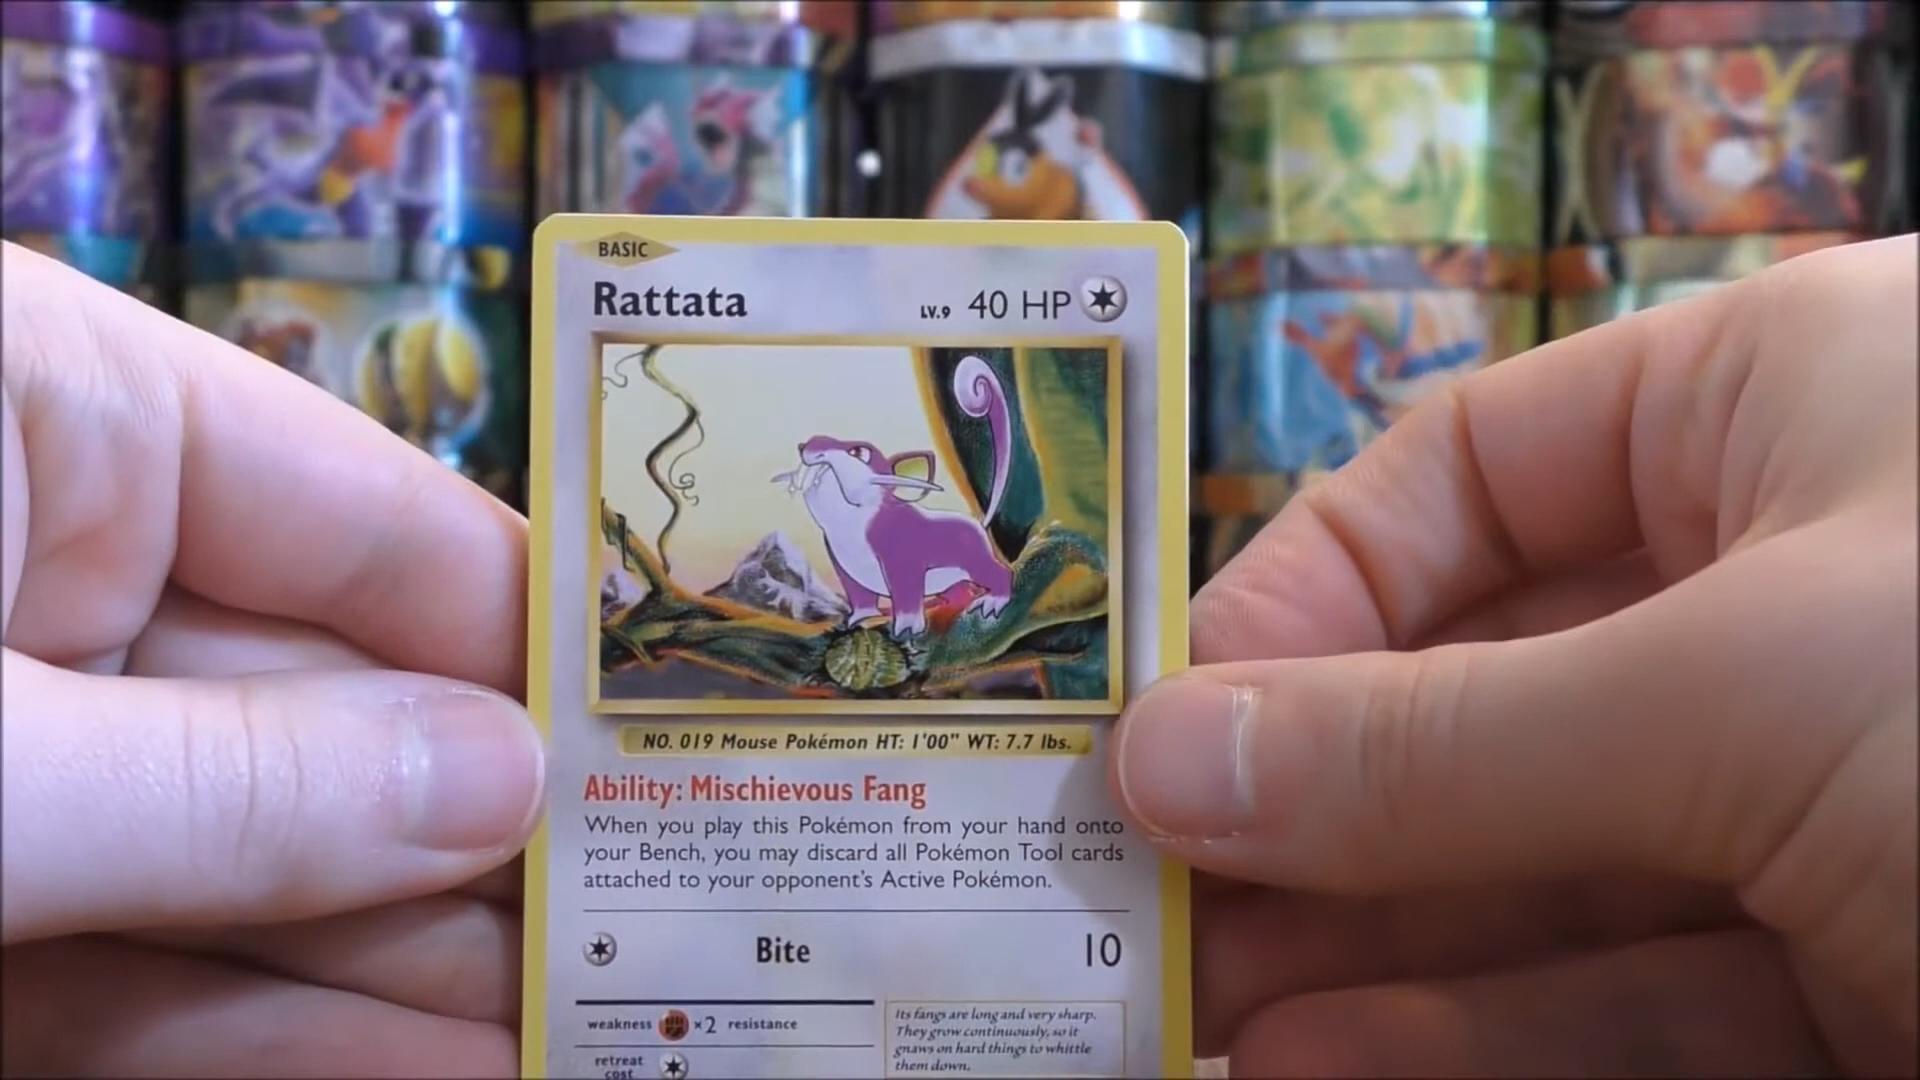 BASIC
Rattata LV.9 40 HP
NO. 019 Mouse Pokémon HT: 1'00" WT: 7.7 lbs.
Ability: Mischievous Fang
When you play this Pokémon from your hand onto
your Bench, you may discard all Pokémon Tool cards
attached to your opponent's Active Pokémon.
Bite 10
weakness ×2 resistance
retreat
cost
Its fangs are long and very sharp.
They grow continuously, so it
gnaws on hard things to whittle
them down.